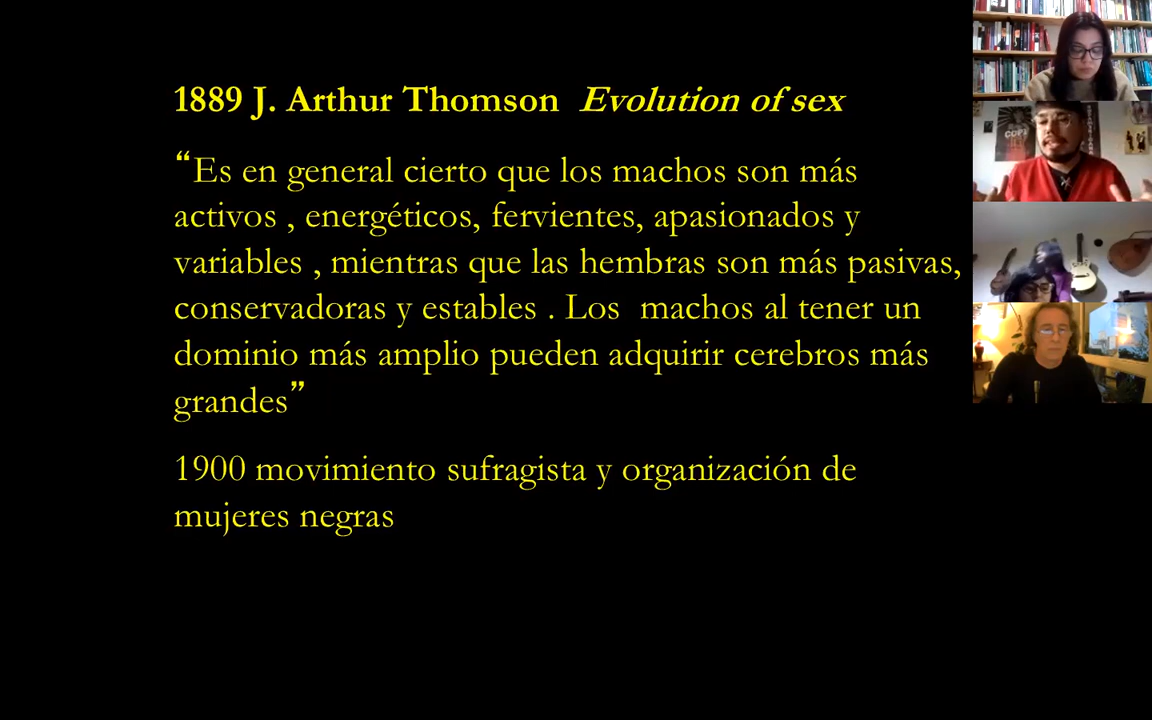 1889 J. Arthur Thomson Evolution of sex
“Es en general cierto que los machos son más
activos , energéticos, fervientes, apasionados y
variables , mientras que las hembras son más pasivas,
conservadoras y estables . Los machos al tener un
dominio más amplio pueden adquirir cerebros más
grandes”
1900 movimiento sufragista y organización de
mujeres negras